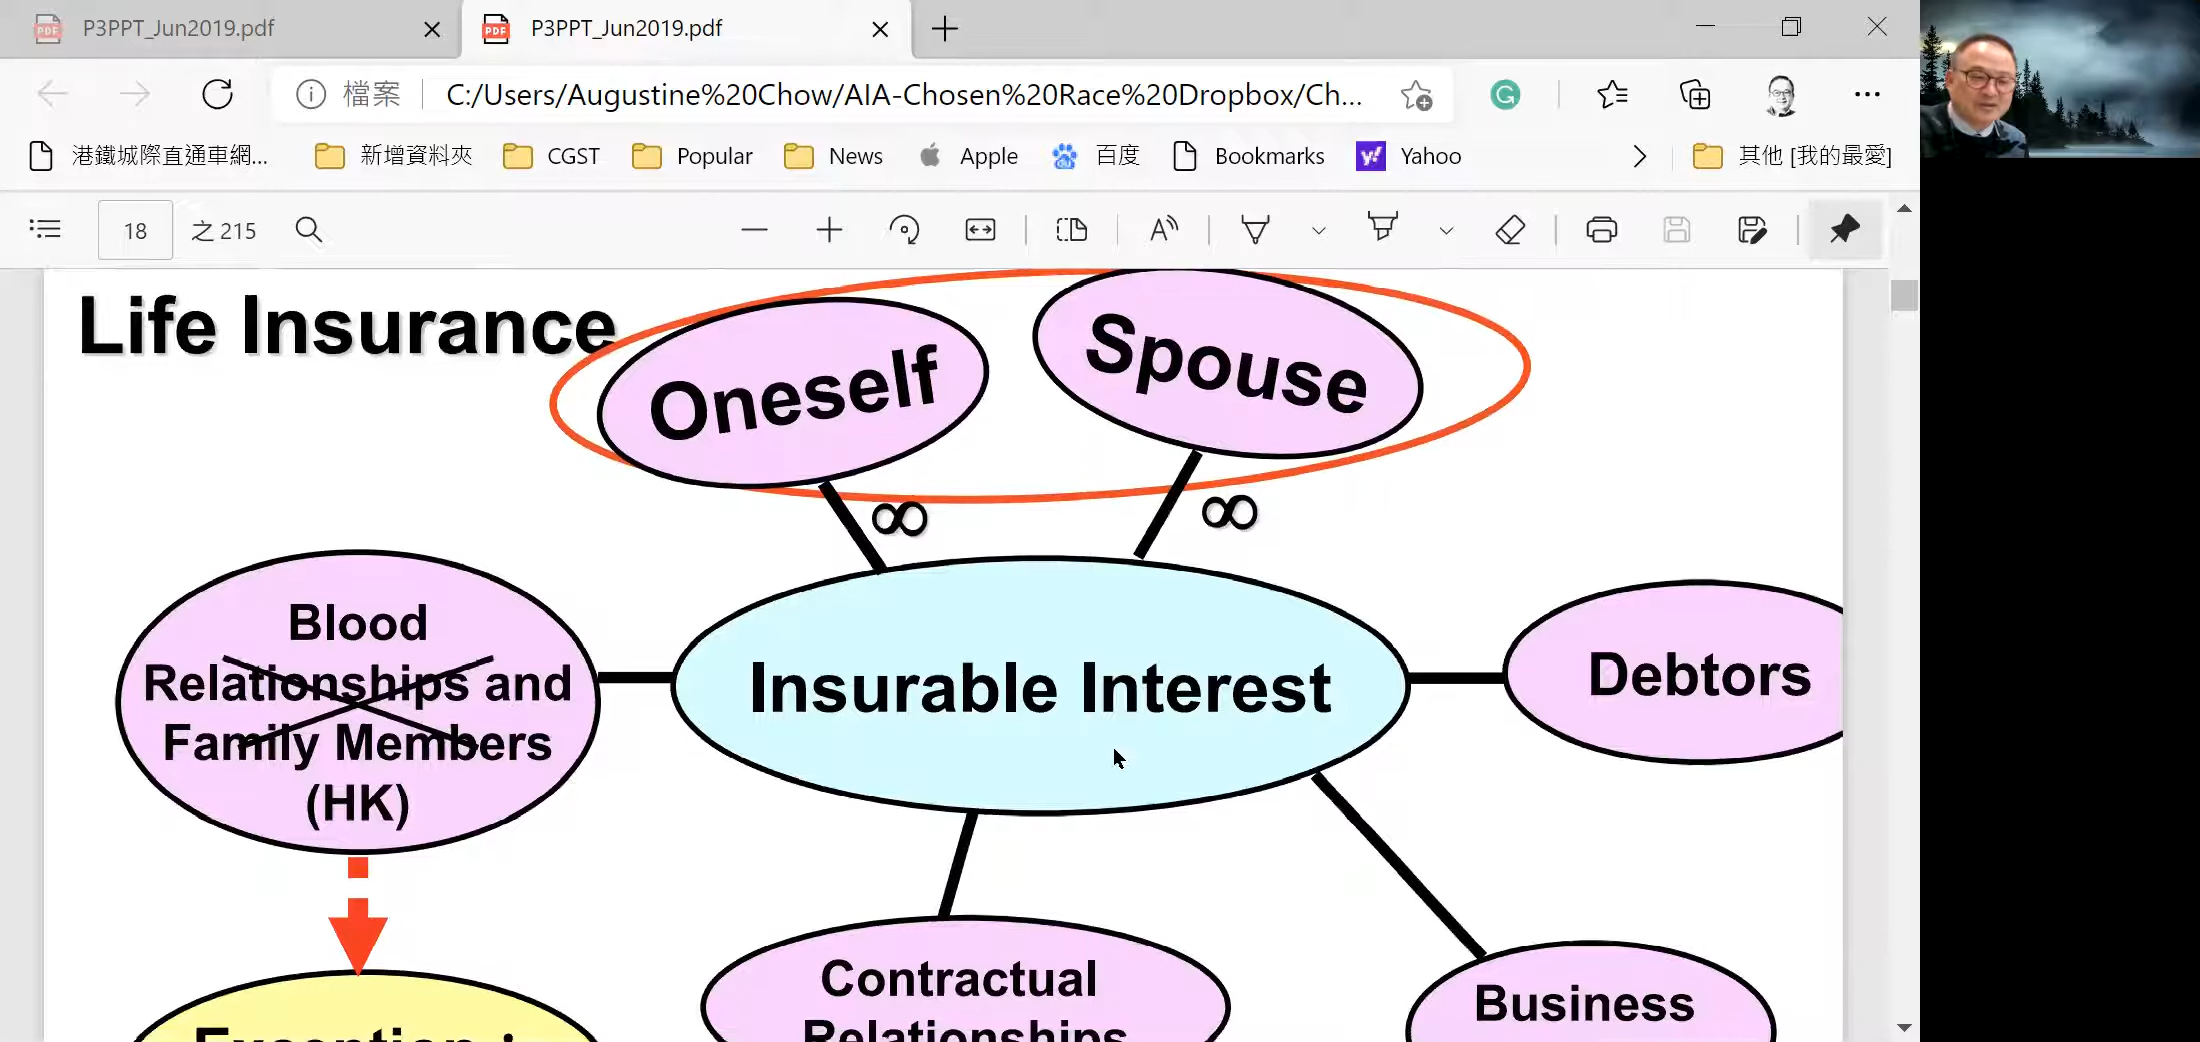 P3PPT_Jun2019.pdf
P3PPT_Jun2019.pdf
檔案
C:/Users/Augustine%20Chow/AIA-Chosen%20Race%20Dropbox/Ch...
港鐵城際直通車網...
新增資料夾
CGST
Popular
News
Apple
百度
Bookmarks
Yahoo
其他 [我的最愛]
18
之 215
Life Insurance
Oneself
Spouse
∞
∞
Blood
Relationships and
Family Members
(HK)
Insurable Interest
Debtors
Contractual
Relationships
Business
Exception :